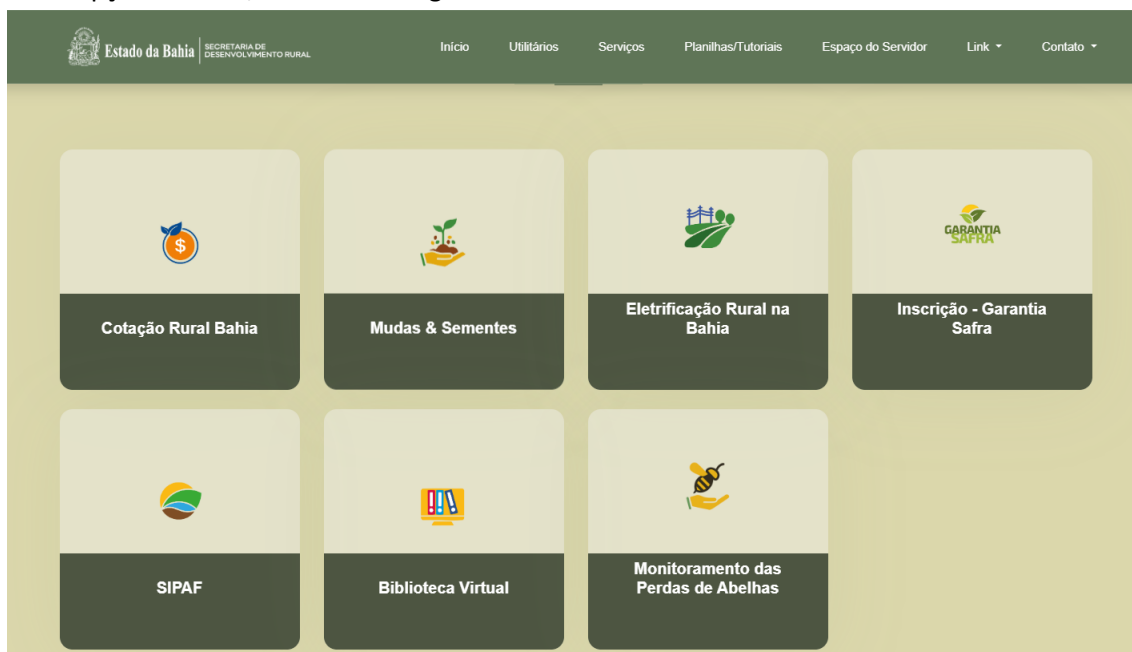 Estado da Bahia
SECRETARIA DE
DESENVOLVIMENTO RURAL
Início
Utilitários
Serviços
Planilhas/Tutoriais
Espaço do Servidor
Link
Contato
$
GARANTIA
SAFRA
Cotação Rural Bahia
Mudas & Sementes
Eletrificação Rural na
Bahia
Inscrição - Garantia
Safra
SIPAF
Biblioteca Virtual
Monitoramento das
Perdas de Abelhas